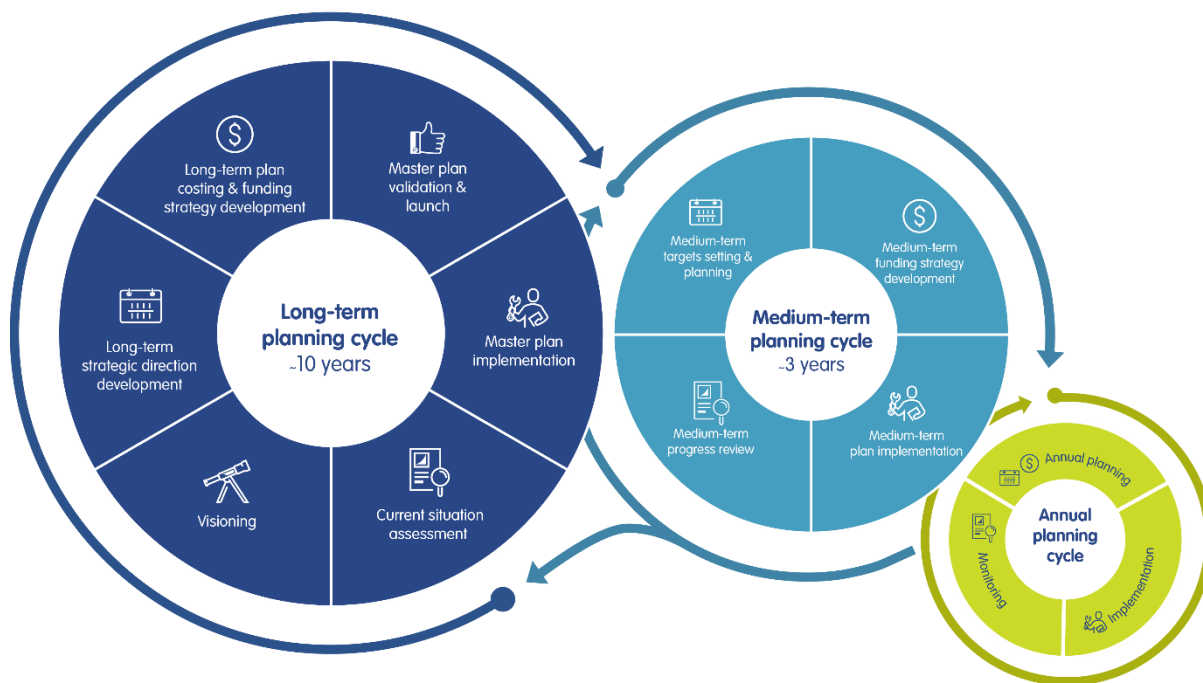 Long-term plan
costing & funding
strategy development
$
Master plan
validation &
launch
Long-term
strategic direction
development
Long-term
planning cycle
~10 years
Master plan
implementation
Visioning
Current situation
assessment
Medium-term
targets setting &
planning
$
Medium-term
funding strategy
development
Medium-term
planning cycle
~3 years
Medium-term
progress review
Medium-term
plan implementation
$
Annual planning
Annual
planning
cycle
Monitoring
Implementation